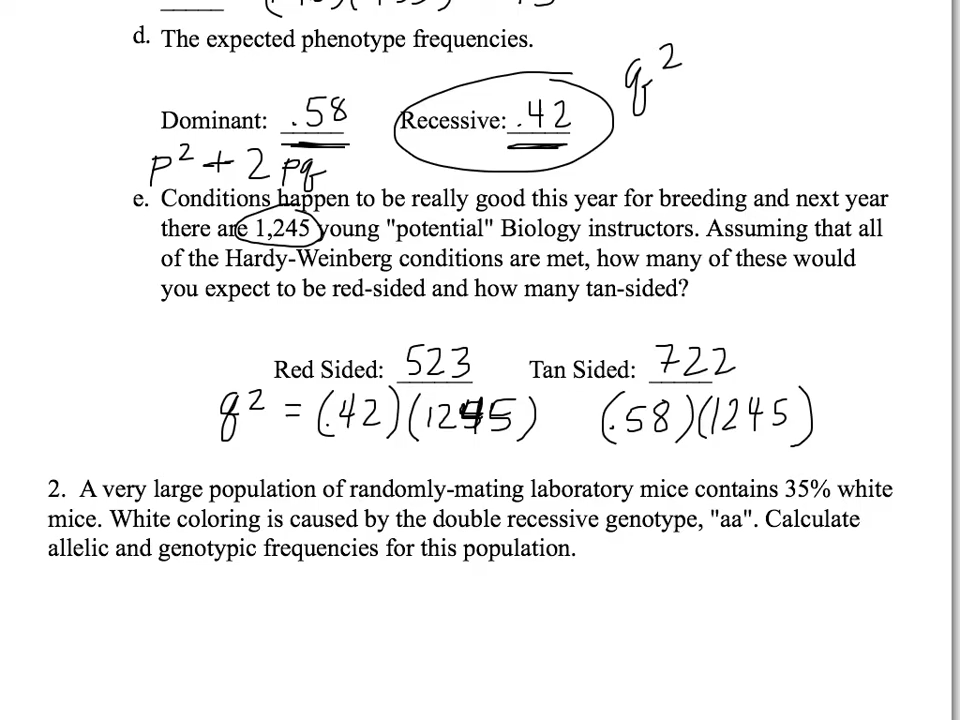 d. The expected phenotype frequencies.
q²
Dominant: .58 Recessive: .42
p² + 2pq
e. Conditions happen to be really good this year for breeding and next year
there are 1,245 young "potential" Biology instructors. Assuming that all
of the Hardy-Weinberg conditions are met, how many of these would
you expect to be red-sided and how many tan-sided?
Red Sided: 523 Tan Sided: 722
q² = (.42)(1245) (.58)(1245)
2. A very large population of randomly-mating laboratory mice contains 35% white
mice. White coloring is caused by the double recessive genotype, "aa". Calculate
allelic and genotypic frequencies for this population.